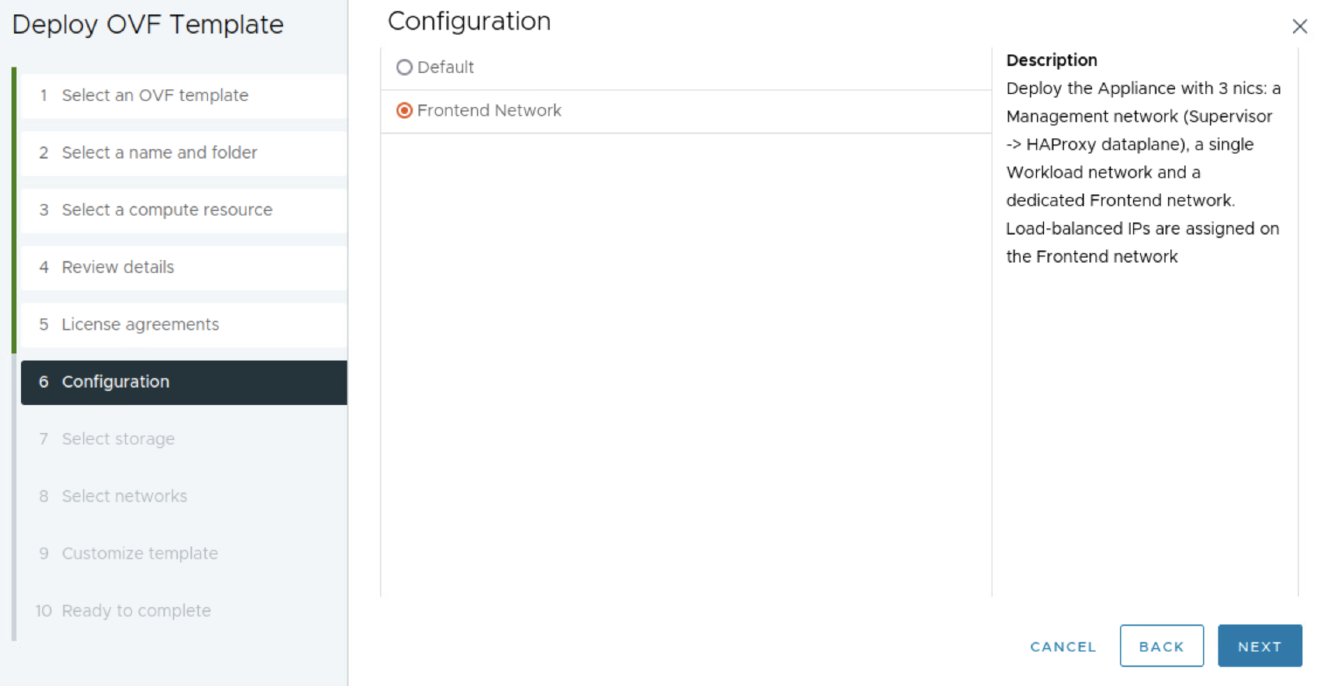 Deploy OVF Template
1 Select an OVF template
2 Select a name and folder
3 Select a compute resource
4 Review details
5 License agreements
6 Configuration
7 Select storage
8 Select networks
9 Customize template
10 Ready to complete
Configuration
Default
Frontend Network
Description
Deploy the Appliance with 3 nics: a
Management network (Supervisor
-> HAProxy dataplane), a single
Workload network and a
dedicated Frontend network.
Load-balanced IPs are assigned on
the Frontend network
CANCEL
BACK
NEXT